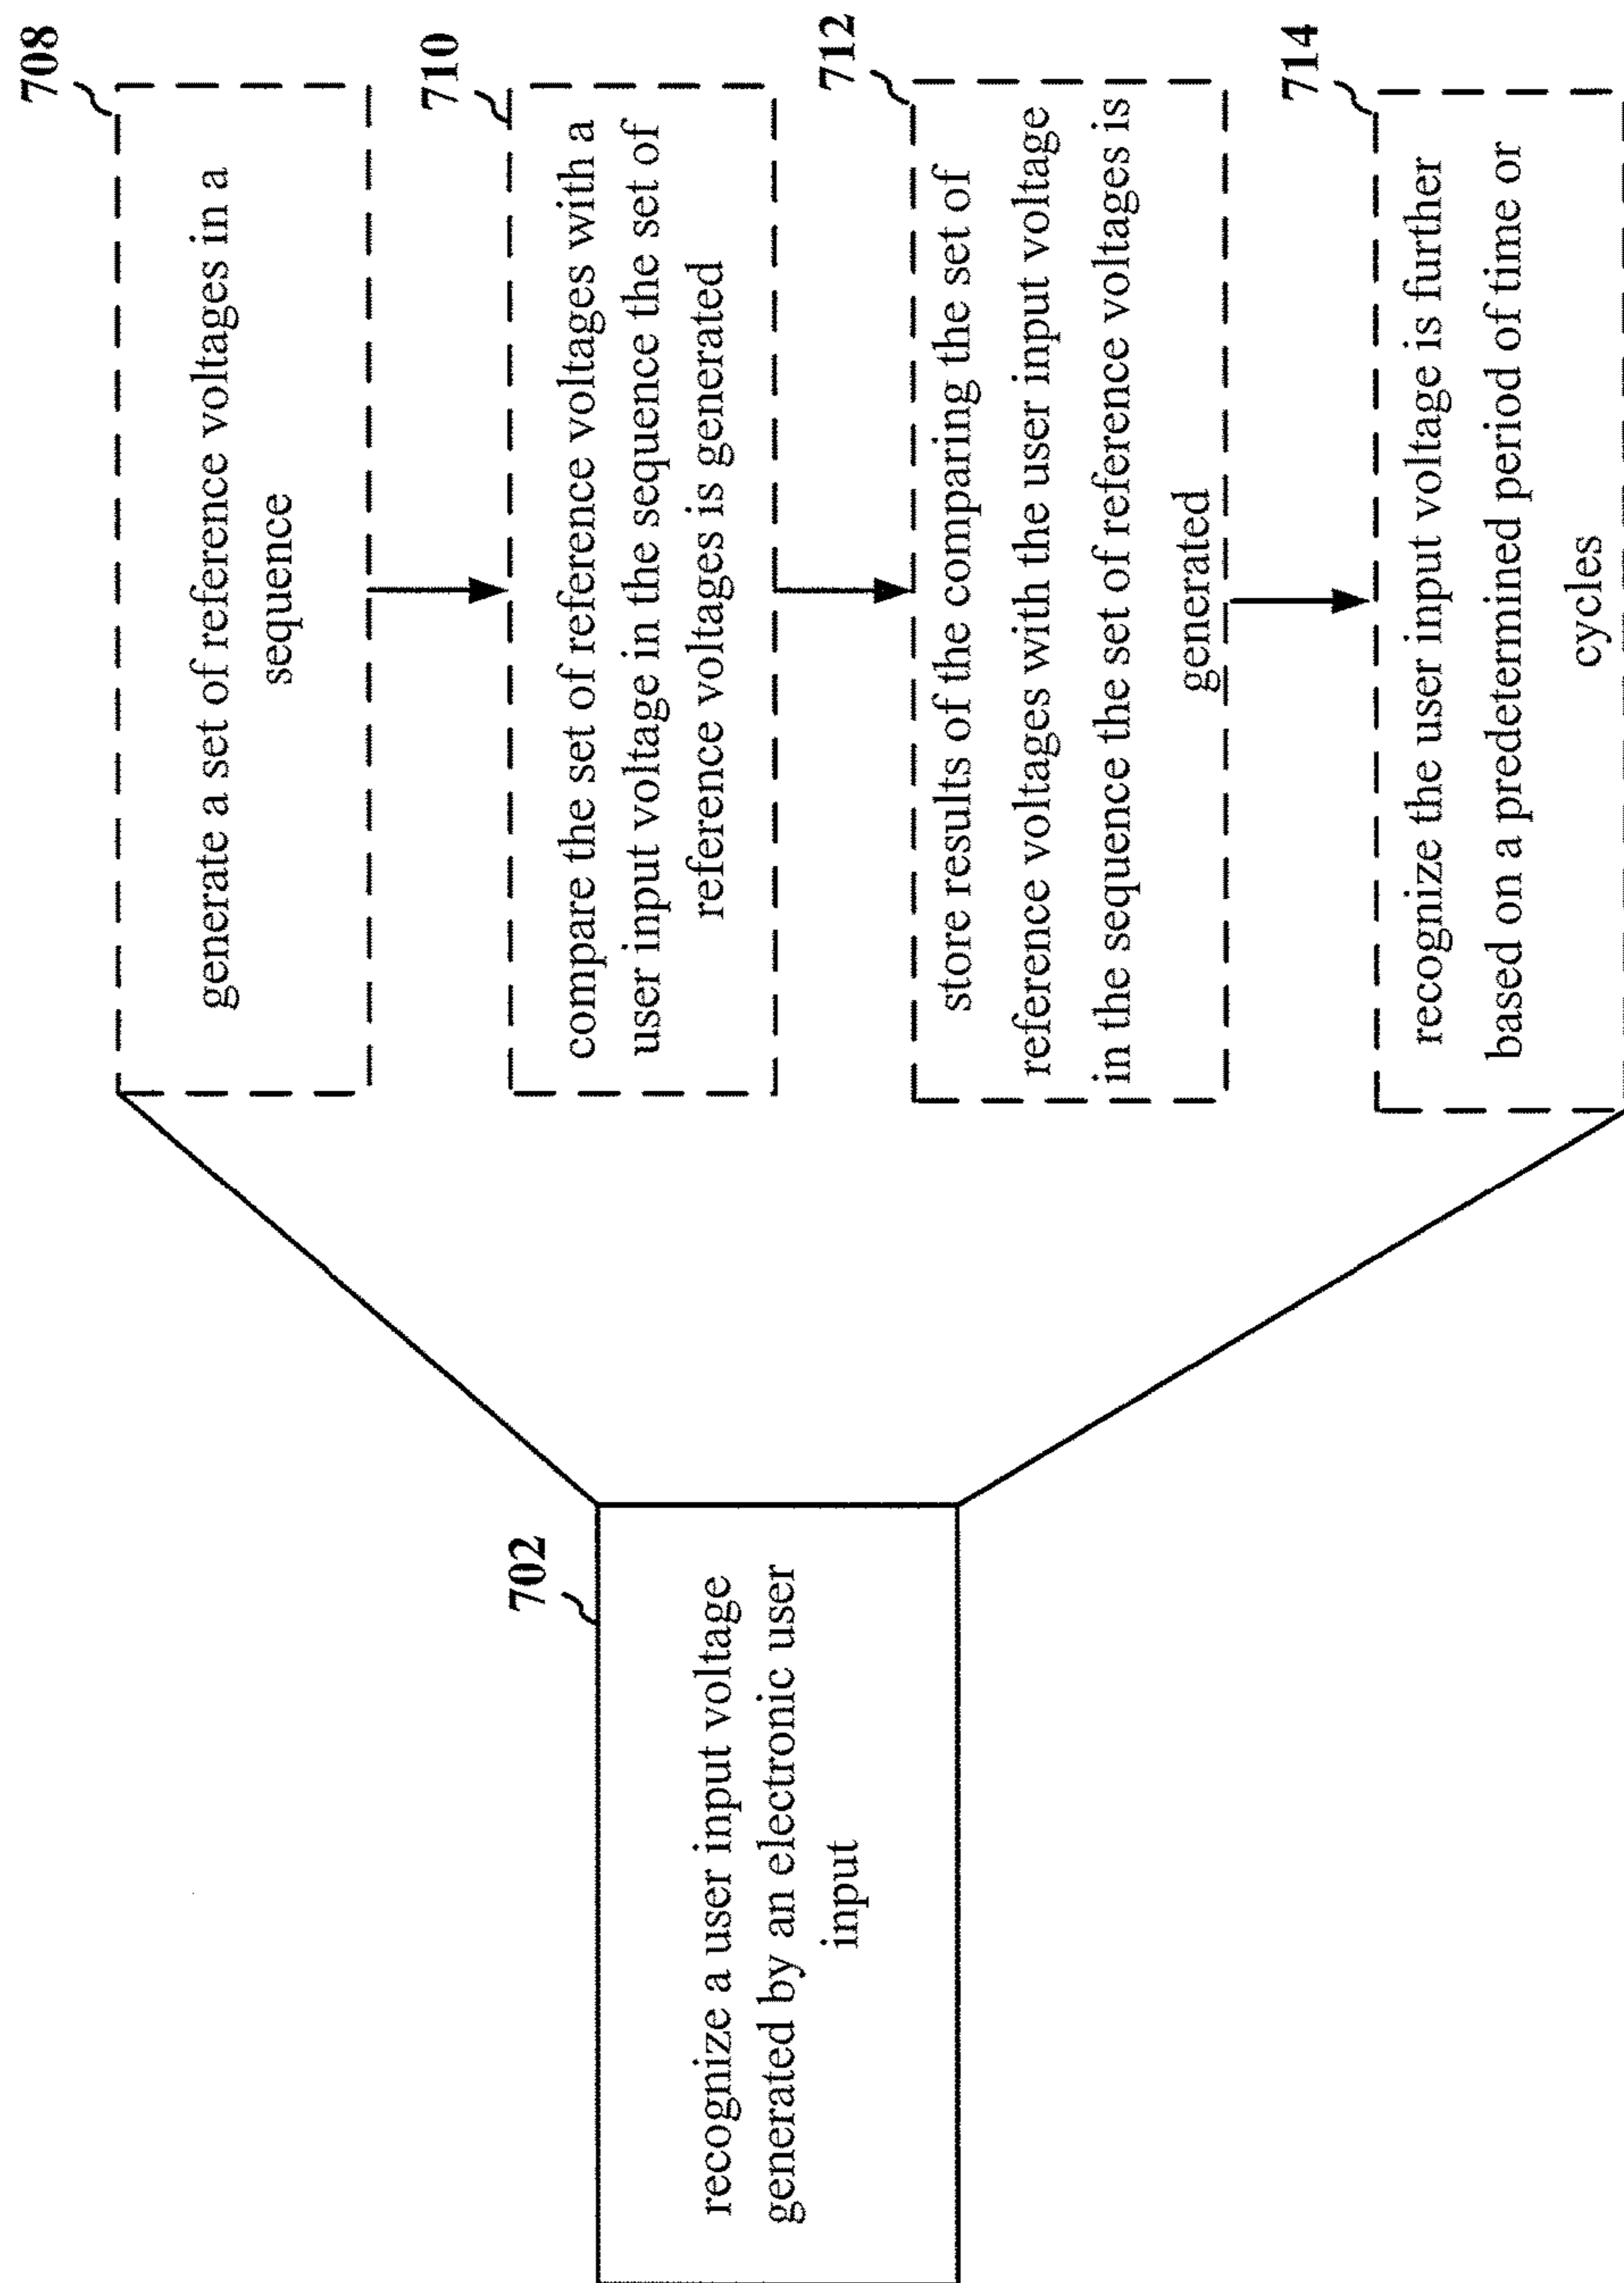 702
recognize a user input voltage
generated by an electronic user
input
708
generate a set of reference voltages in a
sequence
710
compare the set of reference voltages with a
user input voltage in the sequence the set of
reference voltages is generated
712
store results of the comparing the set of
reference voltages with the user input voltage
in the sequence the set of reference voltages is
generated
714
recognize the user input voltage is further
based on a predetermined period of time or
cycles